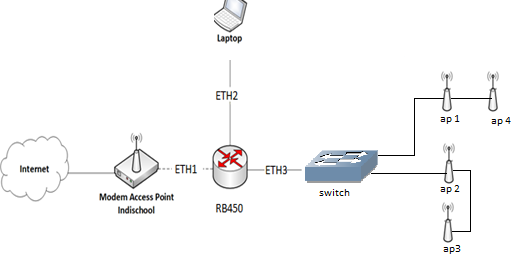 Laptop
ETH2
ap 1
ap 4
Internet
ETH1
ETH3
Modem Access Point
Indischool
RB450
switch
ap 2
ap3